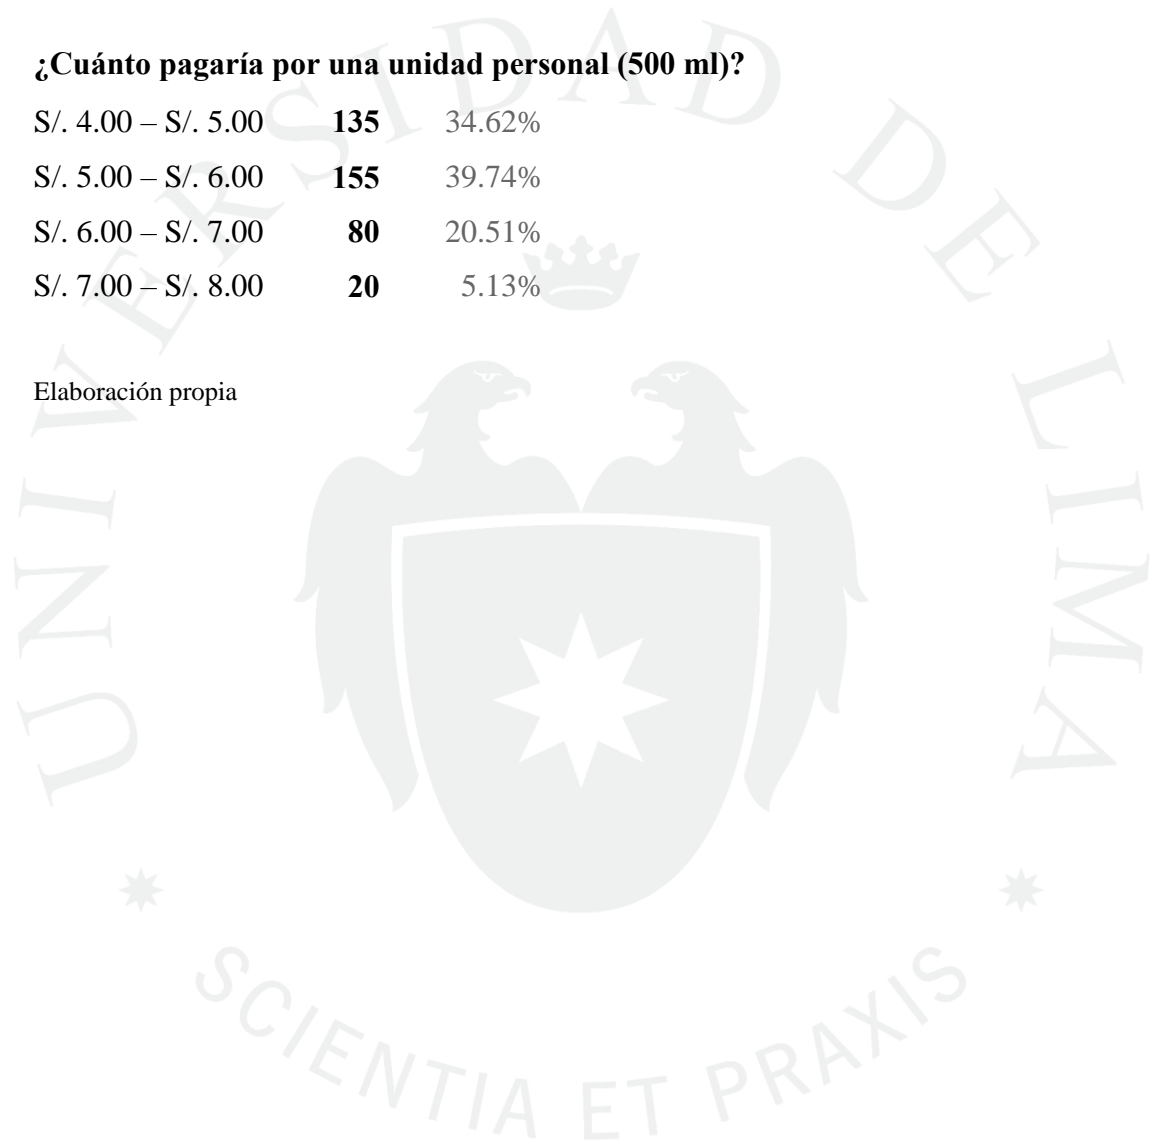 ¿Cuánto pagaría por una unidad personal (500 ml)?
S/. 4.00 – S/. 5.00 135 34.62%
S/. 5.00 – S/. 6.00 155 39.74%
S/. 6.00 – S/. 7.00 80 20.51%
S/. 7.00 – S/. 8.00 20 5.13%
Elaboración propia
UNIVERSIDAD DE LIMA
SCIENTIA ET PRAXIS